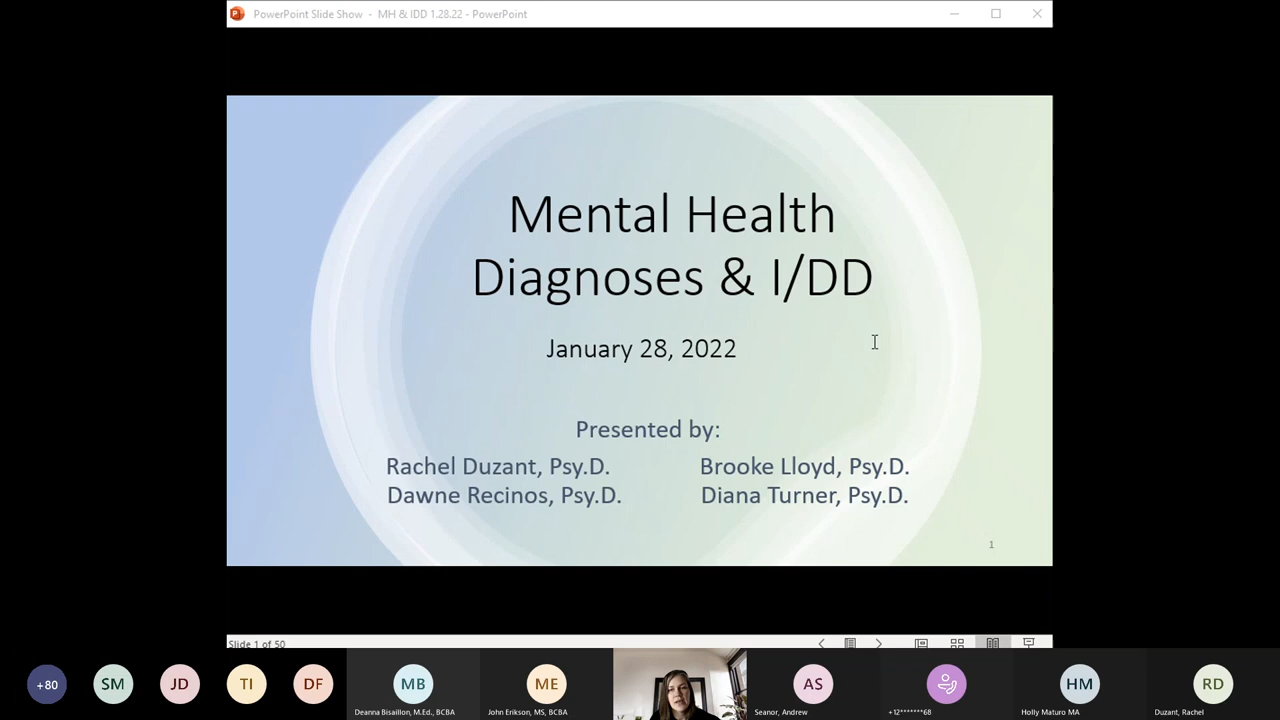 PowerPoint Slide Show - MH & IDD 1.28.22 - PowerPoint
Mental Health
Diagnoses & I/DD
January 28, 2022
Presented by:
Rachel Duzant, Psy.D. Brooke Lloyd, Psy.D.
Dawne Recinos, Psy.D. Diana Turner, Psy.D.
1
Slide 1 of 50
+80 SM JD TI DF MB ME AS HM RD
Deanna Bisaillon, M.Ed., BCBA John Erikson, MS, BCBA Seanor, Andrew +12*******68 Holly Maturo MA Duzant, Rachel